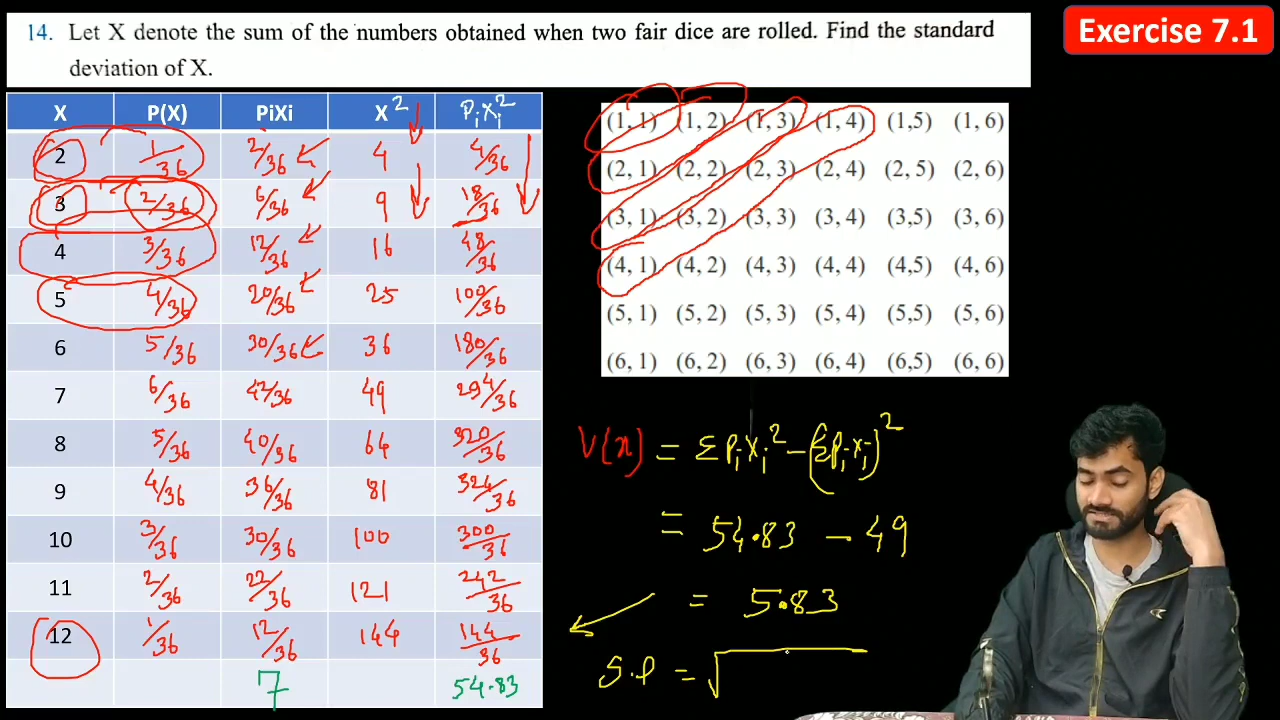 14. Let X denote the sum of the numbers obtained when two fair dice are rolled. Find the standard
deviation of X.
Exercise 7.1
X P(X) PiXi X² PᵢXᵢ²
2 1/36 2/36 4 4/36
3 2/36 6/36 9 18/36
4 3/36 12/36 16 48/36
5 4/36 20/36 25 100/36
6 5/36 30/36 36 180/36
7 6/36 42/36 49 294/36
8 5/36 40/36 64 320/36
9 4/36 36/36 81 324/36
10 3/36 30/36 100 300/36
11 2/36 22/36 121 242/36
12 1/36 12/36 144 144/36
7 54.83
(1, 1) (1, 2) (1, 3) (1, 4) (1,5) (1, 6)
(2, 1) (2, 2) (2, 3) (2, 4) (2, 5) (2, 6)
(3, 1) (3, 2) (3, 3) (3, 4) (3,5) (3, 6)
(4, 1) (4, 2) (4, 3) (4, 4) (4,5) (4, 6)
(5, 1) (5, 2) (5, 3) (5, 4) (5,5) (5, 6)
(6, 1) (6, 2) (6, 3) (6, 4) (6,5) (6, 6)
V(x) = ΣPᵢXᵢ² - (ΣPᵢXᵢ)²
= 54.83 - 49
= 5.83
S.D = √